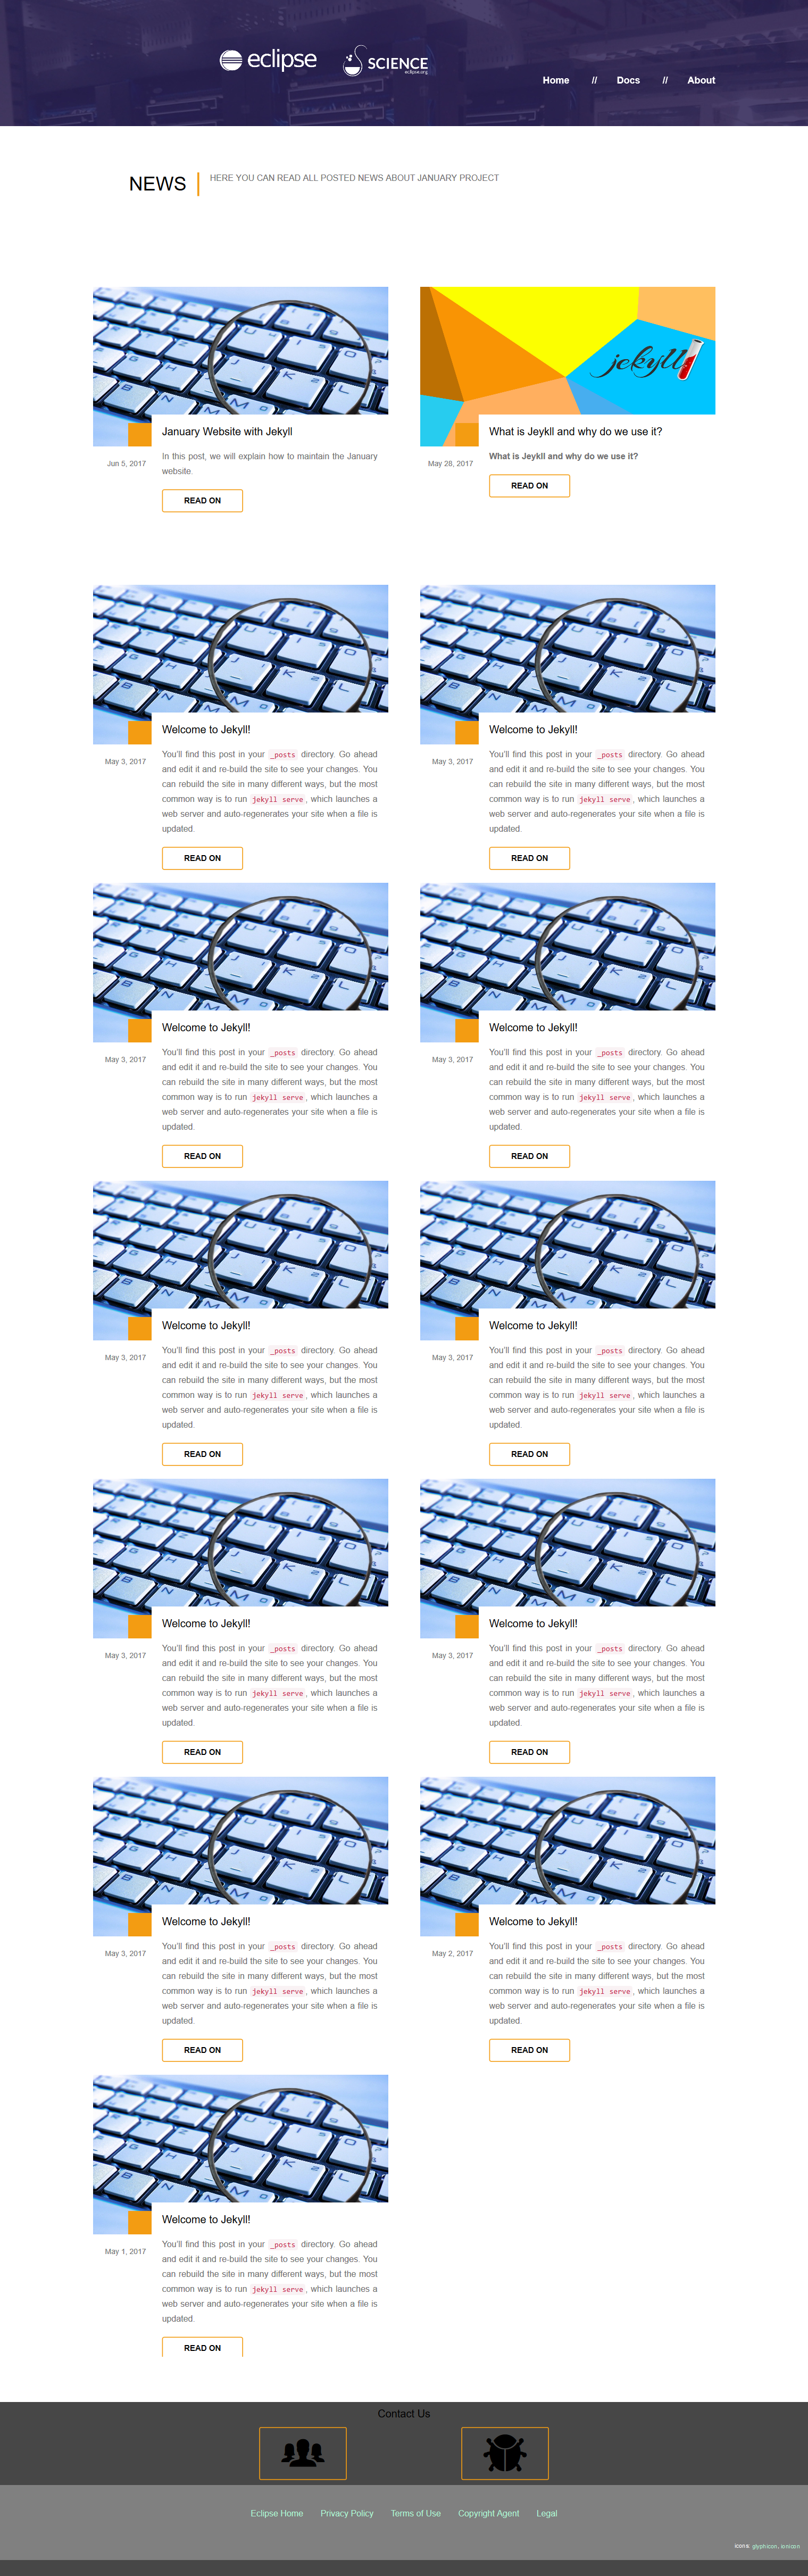 eclipse
SCIENCE
eclipse.org
Home // Docs // About
NEWS
HERE YOU CAN READ ALL POSTED NEWS ABOUT JANUARY PROJECT
January Website with Jekyll
Jun 5, 2017
In this post, we will explain how to maintain the January
website.
READ ON
jekyll
What is Jeykll and why do we use it?
May 28, 2017
What is Jeykll and why do we use it?
READ ON
Welcome to Jekyll!
May 3, 2017
You'll find this post in your _posts directory. Go ahead
and edit it and re-build the site to see your changes. You
can rebuild the site in many different ways, but the most
common way is to run jekyll serve, which launches a
web server and auto-regenerates your site when a file is
updated.
READ ON
Welcome to Jekyll!
May 3, 2017
You'll find this post in your _posts directory. Go ahead
and edit it and re-build the site to see your changes. You
can rebuild the site in many different ways, but the most
common way is to run jekyll serve, which launches a
web server and auto-regenerates your site when a file is
updated.
READ ON
Welcome to Jekyll!
May 3, 2017
You'll find this post in your _posts directory. Go ahead
and edit it and re-build the site to see your changes. You
can rebuild the site in many different ways, but the most
common way is to run jekyll serve, which launches a
web server and auto-regenerates your site when a file is
updated.
READ ON
Welcome to Jekyll!
May 3, 2017
You'll find this post in your _posts directory. Go ahead
and edit it and re-build the site to see your changes. You
can rebuild the site in many different ways, but the most
common way is to run jekyll serve, which launches a
web server and auto-regenerates your site when a file is
updated.
READ ON
Welcome to Jekyll!
May 3, 2017
You'll find this post in your _posts directory. Go ahead
and edit it and re-build the site to see your changes. You
can rebuild the site in many different ways, but the most
common way is to run jekyll serve, which launches a
web server and auto-regenerates your site when a file is
updated.
READ ON
Welcome to Jekyll!
May 3, 2017
You'll find this post in your _posts directory. Go ahead
and edit it and re-build the site to see your changes. You
can rebuild the site in many different ways, but the most
common way is to run jekyll serve, which launches a
web server and auto-regenerates your site when a file is
updated.
READ ON
Welcome to Jekyll!
May 3, 2017
You'll find this post in your _posts directory. Go ahead
and edit it and re-build the site to see your changes. You
can rebuild the site in many different ways, but the most
common way is to run jekyll serve, which launches a
web server and auto-regenerates your site when a file is
updated.
READ ON
Welcome to Jekyll!
May 3, 2017
You'll find this post in your _posts directory. Go ahead
and edit it and re-build the site to see your changes. You
can rebuild the site in many different ways, but the most
common way is to run jekyll serve, which launches a
web server and auto-regenerates your site when a file is
updated.
READ ON
Welcome to Jekyll!
May 3, 2017
You'll find this post in your _posts directory. Go ahead
and edit it and re-build the site to see your changes. You
can rebuild the site in many different ways, but the most
common way is to run jekyll serve, which launches a
web server and auto-regenerates your site when a file is
updated.
READ ON
Welcome to Jekyll!
May 2, 2017
You'll find this post in your _posts directory. Go ahead
and edit it and re-build the site to see your changes. You
can rebuild the site in many different ways, but the most
common way is to run jekyll serve, which launches a
web server and auto-regenerates your site when a file is
updated.
READ ON
Welcome to Jekyll!
May 1, 2017
You'll find this post in your _posts directory. Go ahead
and edit it and re-build the site to see your changes. You
can rebuild the site in many different ways, but the most
common way is to run jekyll serve, which launches a
web server and auto-regenerates your site when a file is
updated.
READ ON
Contact Us
Eclipse Home Privacy Policy Terms of Use Copyright Agent Legal
icons: glyphicon, ionicon